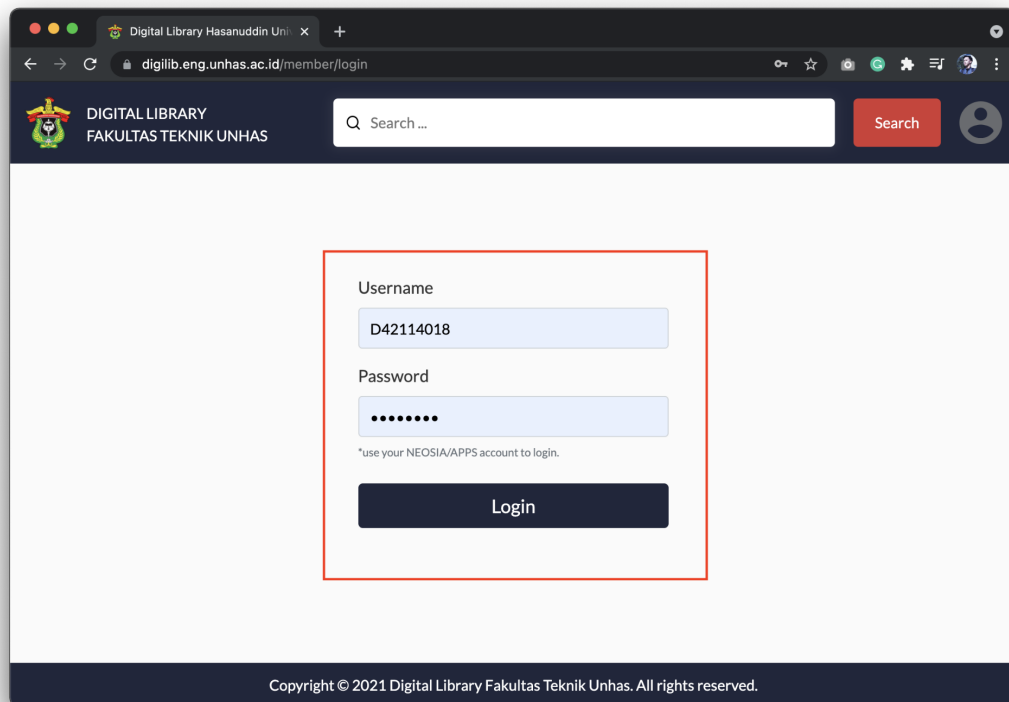 Digital Library Hasanuddin Uni
digilib.eng.unhas.ac.id/member/login
DIGITAL LIBRARY
FAKULTAS TEKNIK UNHAS
Search ...
Search
Username
D42114018
Password
••••••••
*use your NEOSIA/APPS account to login.
Login
Copyright © 2021 Digital Library Fakultas Teknik Unhas. All rights reserved.